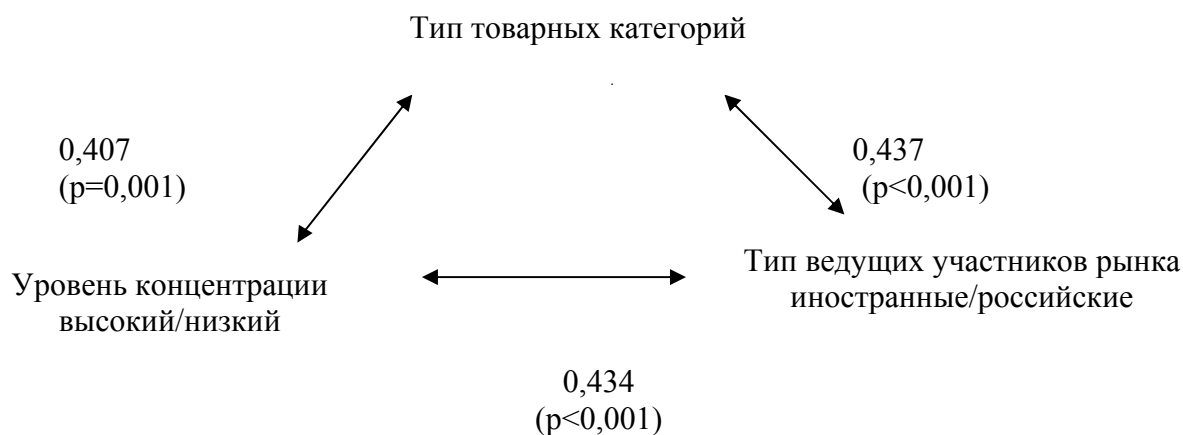 Тип товарных категорий
0,407
(p=0,001)
0,437
(p<0,001)
Уровень концентрации
высокий/низкий
Тип ведущих участников рынка
иностранные/российские
0,434
(p<0,001)